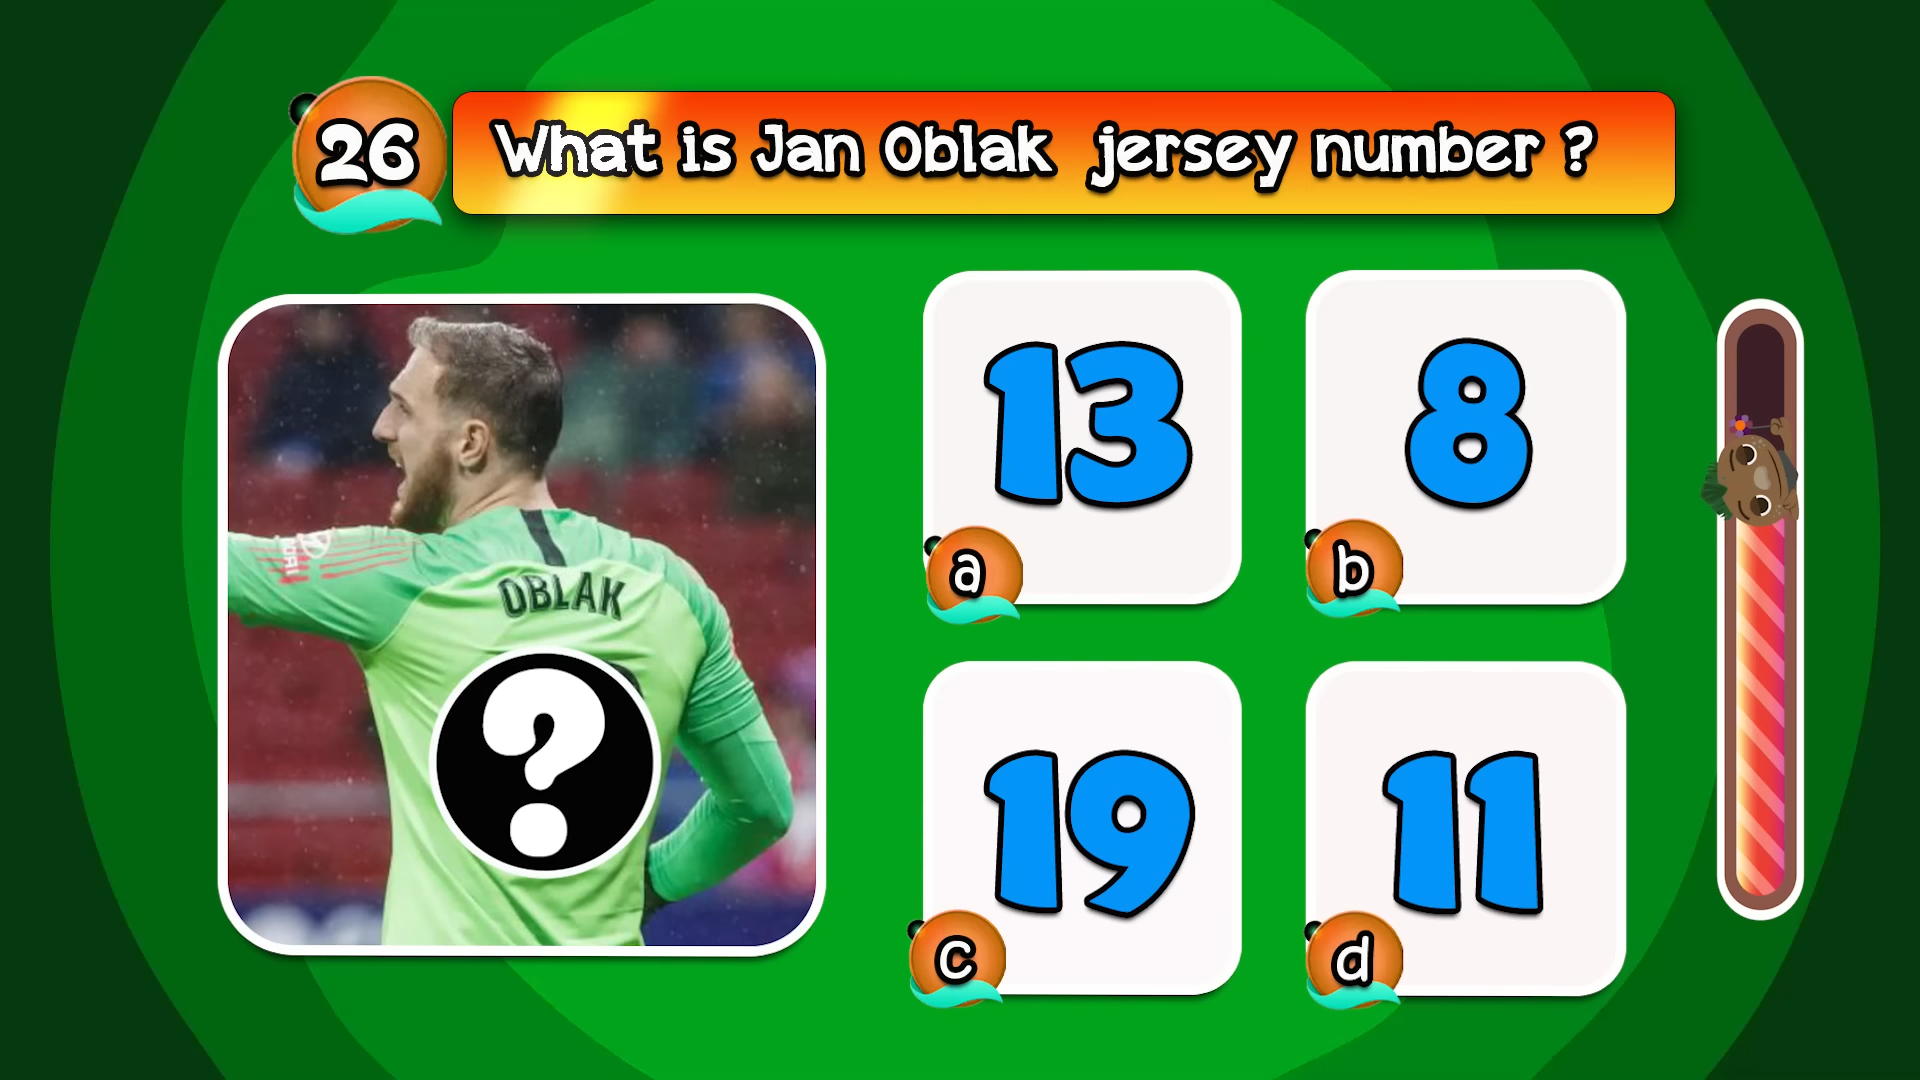 26
What is Jan Oblak jersey number ?
OBLAK
?
13
a
8
b
19
c
11
d